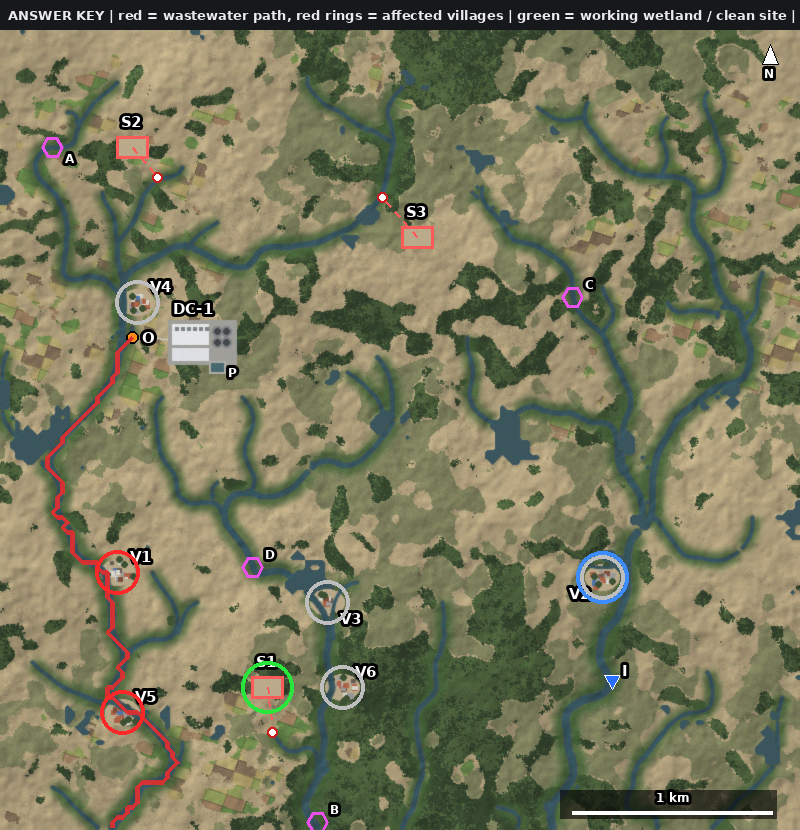 ANSWER KEY | red = wastewater path, red rings = affected villages | green = working wetland / clean site |
N
S2
A
S3
V4
C
DC-1
O
P
V1
D
V2
V3
S1
V6
I
V5
1 km
B